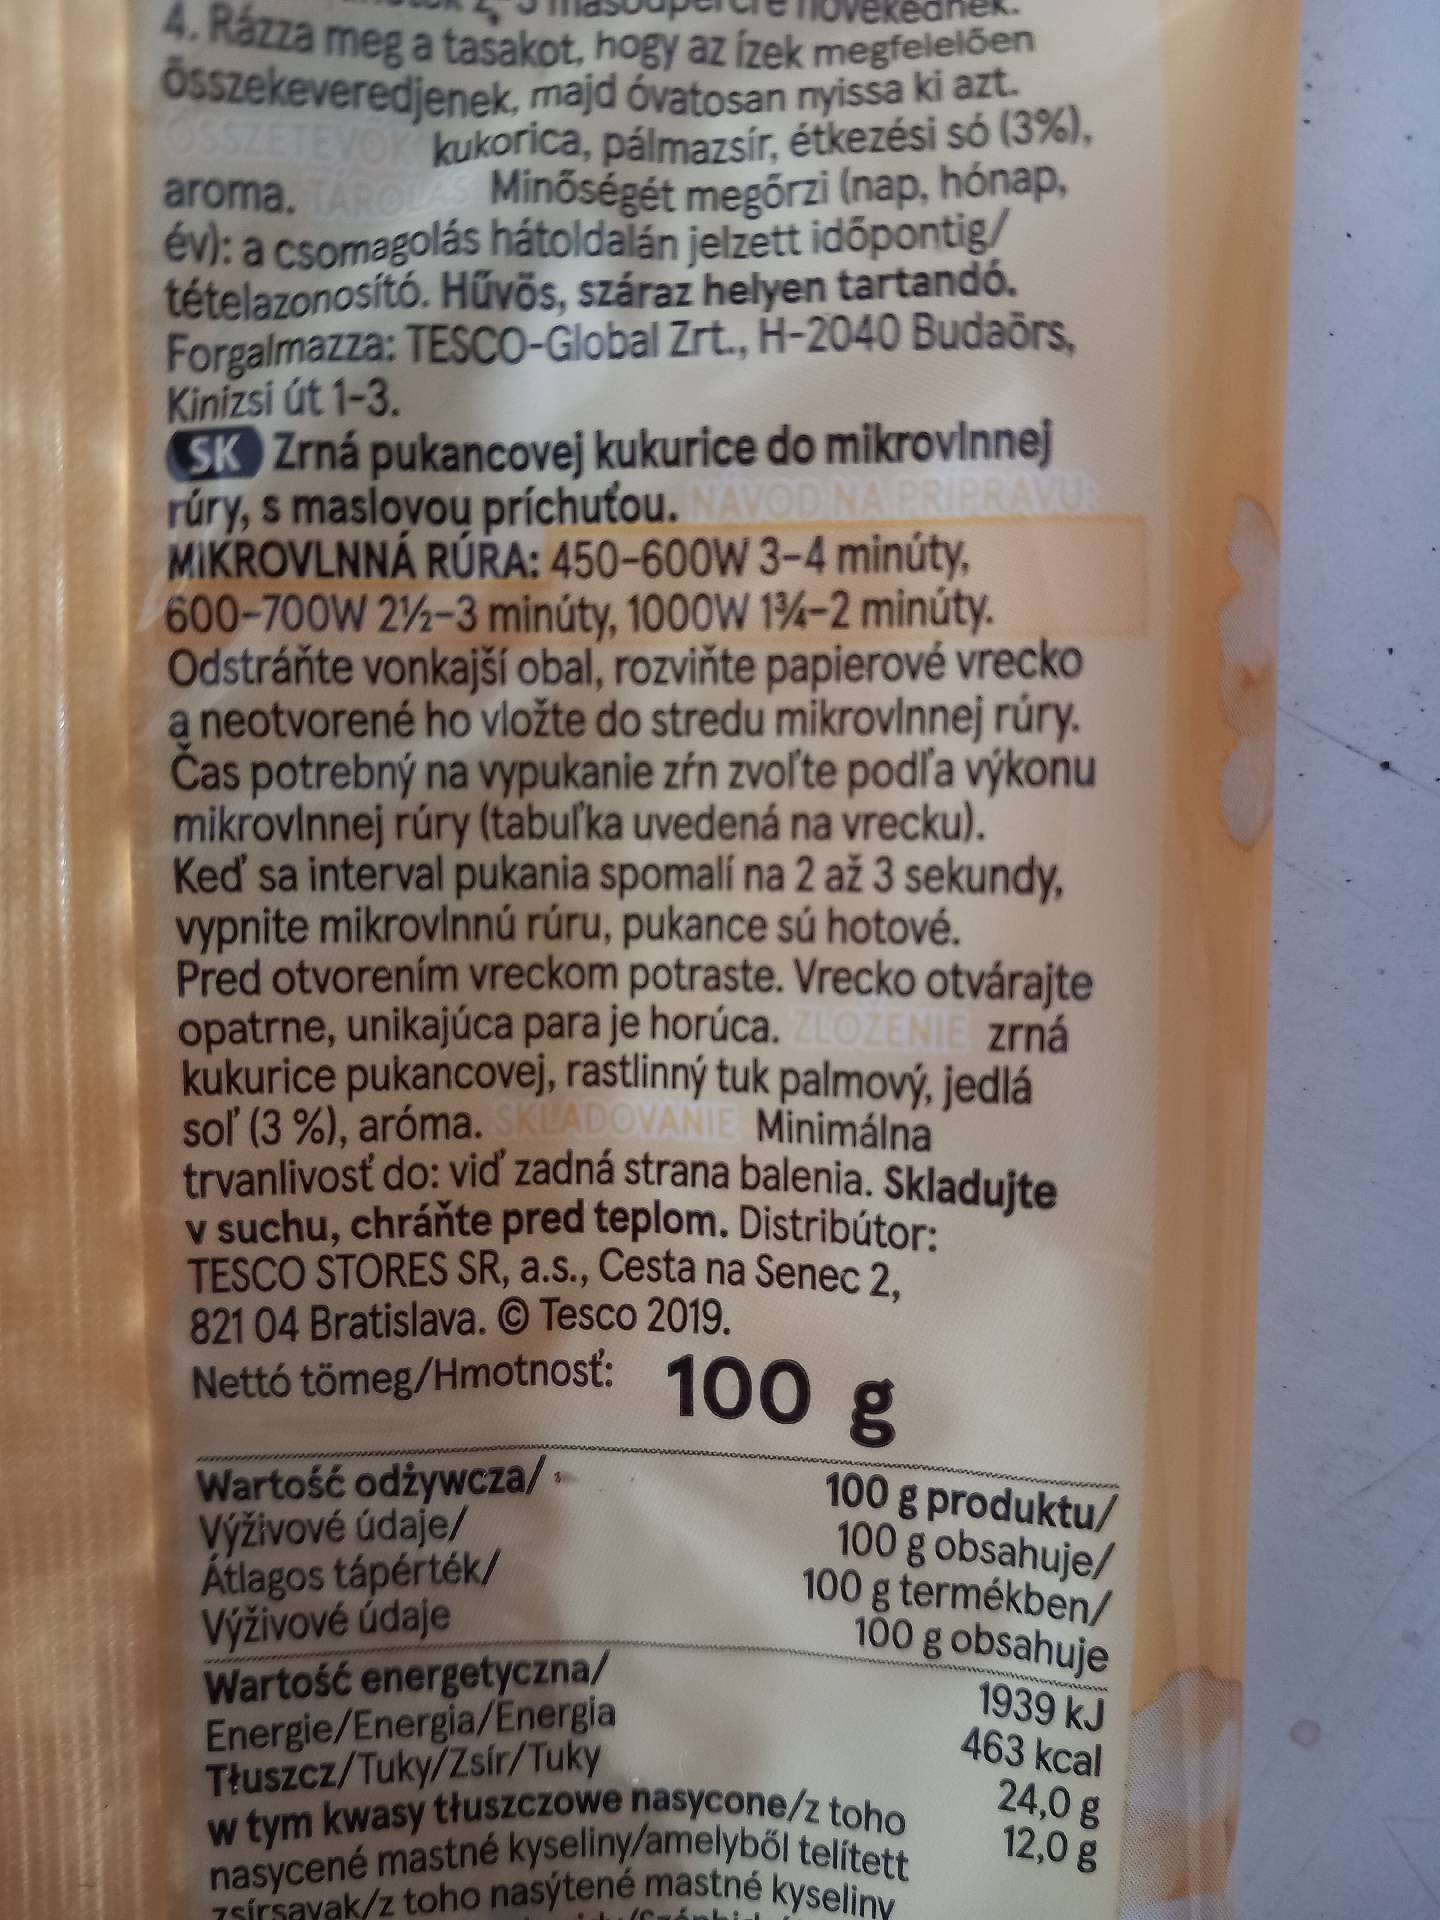 4. Rázza meg a tasakot, hogy az ízek megfelelően
összekeveredjenek, majd óvatosan nyissa ki azt.
ÖSSZETEVŐK kukorica, pálmazsír, étkezési só (3%),
aroma. TÁROLÁS Minőségét megőrzi (nap, hónap,
év): a csomagolás hátoldalán jelzett időpontig/
tételazonosító. Hűvös, száraz helyen tartandó.
Forgalmazza: TESCO-Global Zrt., H-2040 Budaörs,
Kinizsi út 1-3.
SK Zrná pukancovej kukurice do mikrovlnnej
rúry, s maslovou príchuťou. NÁVOD NA PRÍPRAVU:
MIKROVLNNÁ RÚRA: 450-600W 3-4 minúty,
600-700W 2½-3 minúty, 1000W 1¾-2 minúty.
Odstráňte vonkajší obal, rozviňte papierové vrecko
a neotvorené ho vložte do stredu mikrovlnnej rúry.
Čas potrebný na vypukanie zŕn zvoľte podľa výkonu
mikrovlnnej rúry (tabuľka uvedená na vrecku).
Keď sa interval pukania spomalí na 2 až 3 sekundy,
vypnite mikrovlnnú rúru, pukance sú hotové.
Pred otvorením vreckom potraste. Vrecko otvárajte
opatrne, unikajúca para je horúca. ZLOŽENIE zrná
kukurice pukancovej, rastlinný tuk palmový, jedlá
soľ (3 %), aróma. SKLADOVANIE Minimálna
trvanlivosť do: viď zadná strana balenia. Skladujte
v suchu, chráňte pred teplom. Distribútor:
TESCO STORES SR, a.s., Cesta na Senec 2,
821 04 Bratislava. © Tesco 2019.
Nettó tömeg/Hmotnosť: 100 g
Wartość odżywcza/ 100 g produktu/
Výživové údaje/ 100 g obsahuje/
Átlagos tápérték/ 100 g termékben/
Výživové údaje 100 g obsahuje
Wartość energetyczna/ 1939 kJ
Energie/Energia/Energia 463 kcal
Tłuszcz/Tuky/Zsír/Tuky 24,0 g
w tym kwasy tłuszczowe nasycone/z toho 12,0 g
nasycené mastné kyseliny/amelyből telített
zsírsavak/z toho nasýtené mastné kyseliny